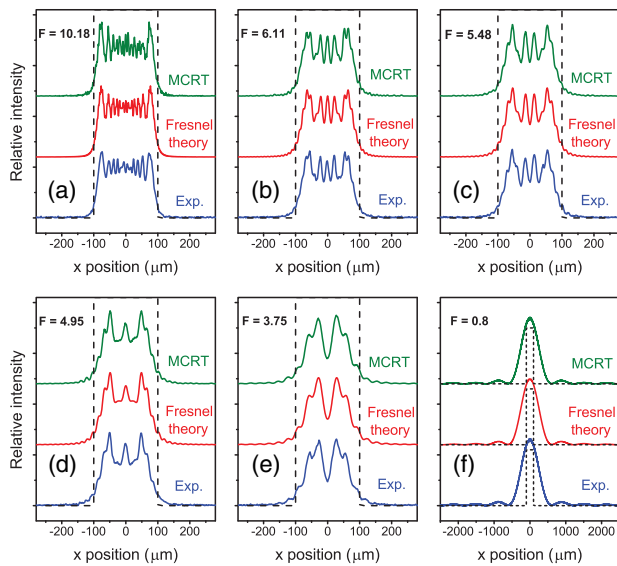 F = 10.18
MCRT
Fresnel
theory
(a)
Exp.
Relative intensity
-200 -100 0 100 200
x position (μm)
F = 6.11
MCRT
Fresnel
theory
(b)
Exp.
-200 -100 0 100 200
x position (μm)
F = 5.48
MCRT
Fresnel
theory
(c)
Exp.
-200 -100 0 100 200
x position (μm)
F = 4.95
MCRT
Fresnel
theory
(d)
Exp.
Relative intensity
-200 -100 0 100 200
x position (μm)
F = 3.75
MCRT
Fresnel
theory
(e)
Exp.
-200 -100 0 100 200
x position (μm)
F = 0.8
MCRT
Fresnel
theory
(f)
Exp.
-2000 -1000 0 1000 2000
x position (μm)